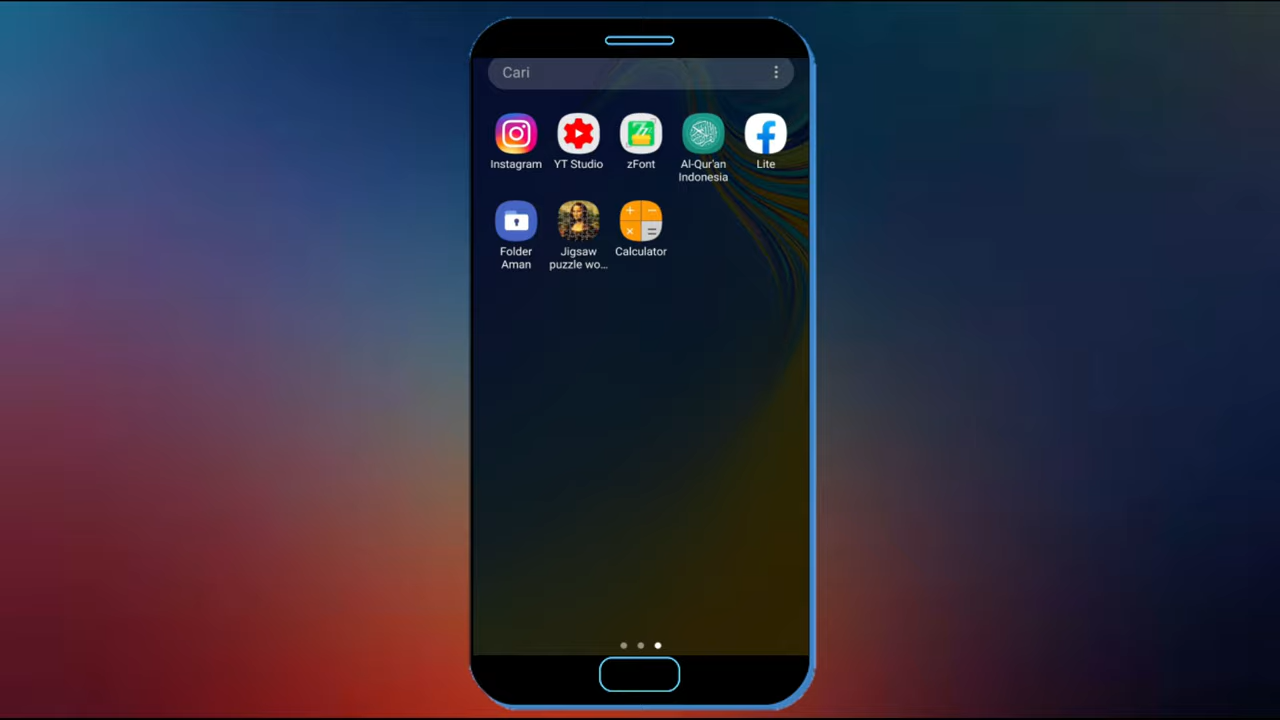 Cari
Instagram
YT Studio
zFont
Al-Qur'an
Indonesia
Lite
Folder
Aman
Jigsaw
puzzle wo...
Calculator